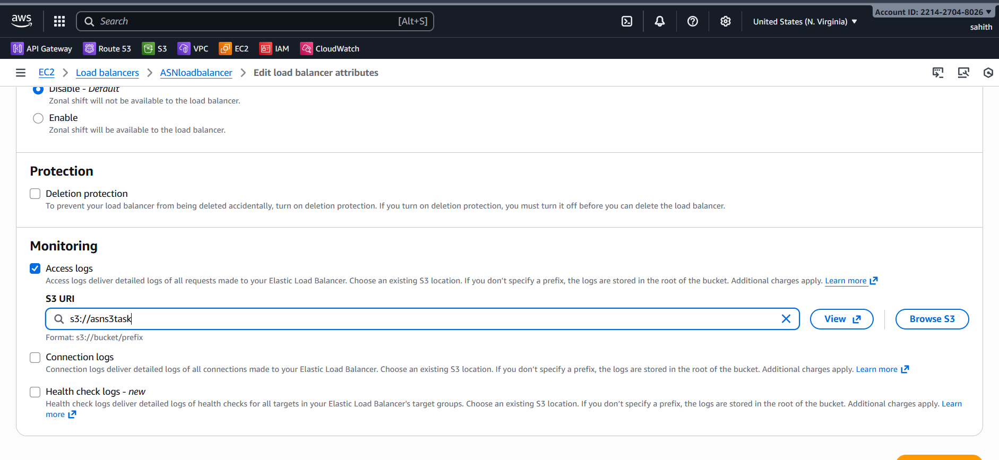 aws
Search [Alt+S]
United States (N. Virginia) ▼
Account ID: 2214-2704-8026 ▼
sahith
API Gateway Route 53 S3 VPC EC2 IAM CloudWatch
EC2 > Load balancers > ASNloadbalancer > Edit load balancer attributes
Disable - Default
Zonal shift will not be available to the load balancer.
Enable
Zonal shift will be available to the load balancer.
Protection
Deletion protection
To prevent your load balancer from being deleted accidentally, turn on deletion protection. If you turn on deletion protection, you must turn it off before you can delete the load balancer.
Monitoring
Access logs
Access logs deliver detailed logs of all requests made to your Elastic Load Balancer. Choose an existing S3 location. If you don’t specify a prefix, the logs are stored in the root of the bucket. Additional charges apply. Learn more
S3 URI
s3://asns3task View Browse S3
Format: s3://bucket/prefix
Connection logs
Connection logs deliver detailed logs of all connections made to your Elastic Load Balancer. Choose an existing S3 location. If you don’t specify a prefix, the logs are stored in the root of the bucket. Additional charges apply. Learn more
Health check logs - new
Health check logs deliver detailed logs of health checks for all targets in your Elastic Load Balancer's target groups. Choose an existing S3 location. If you don’t specify a prefix, the logs are stored in the root of the bucket. Additional charges apply. Learn
more